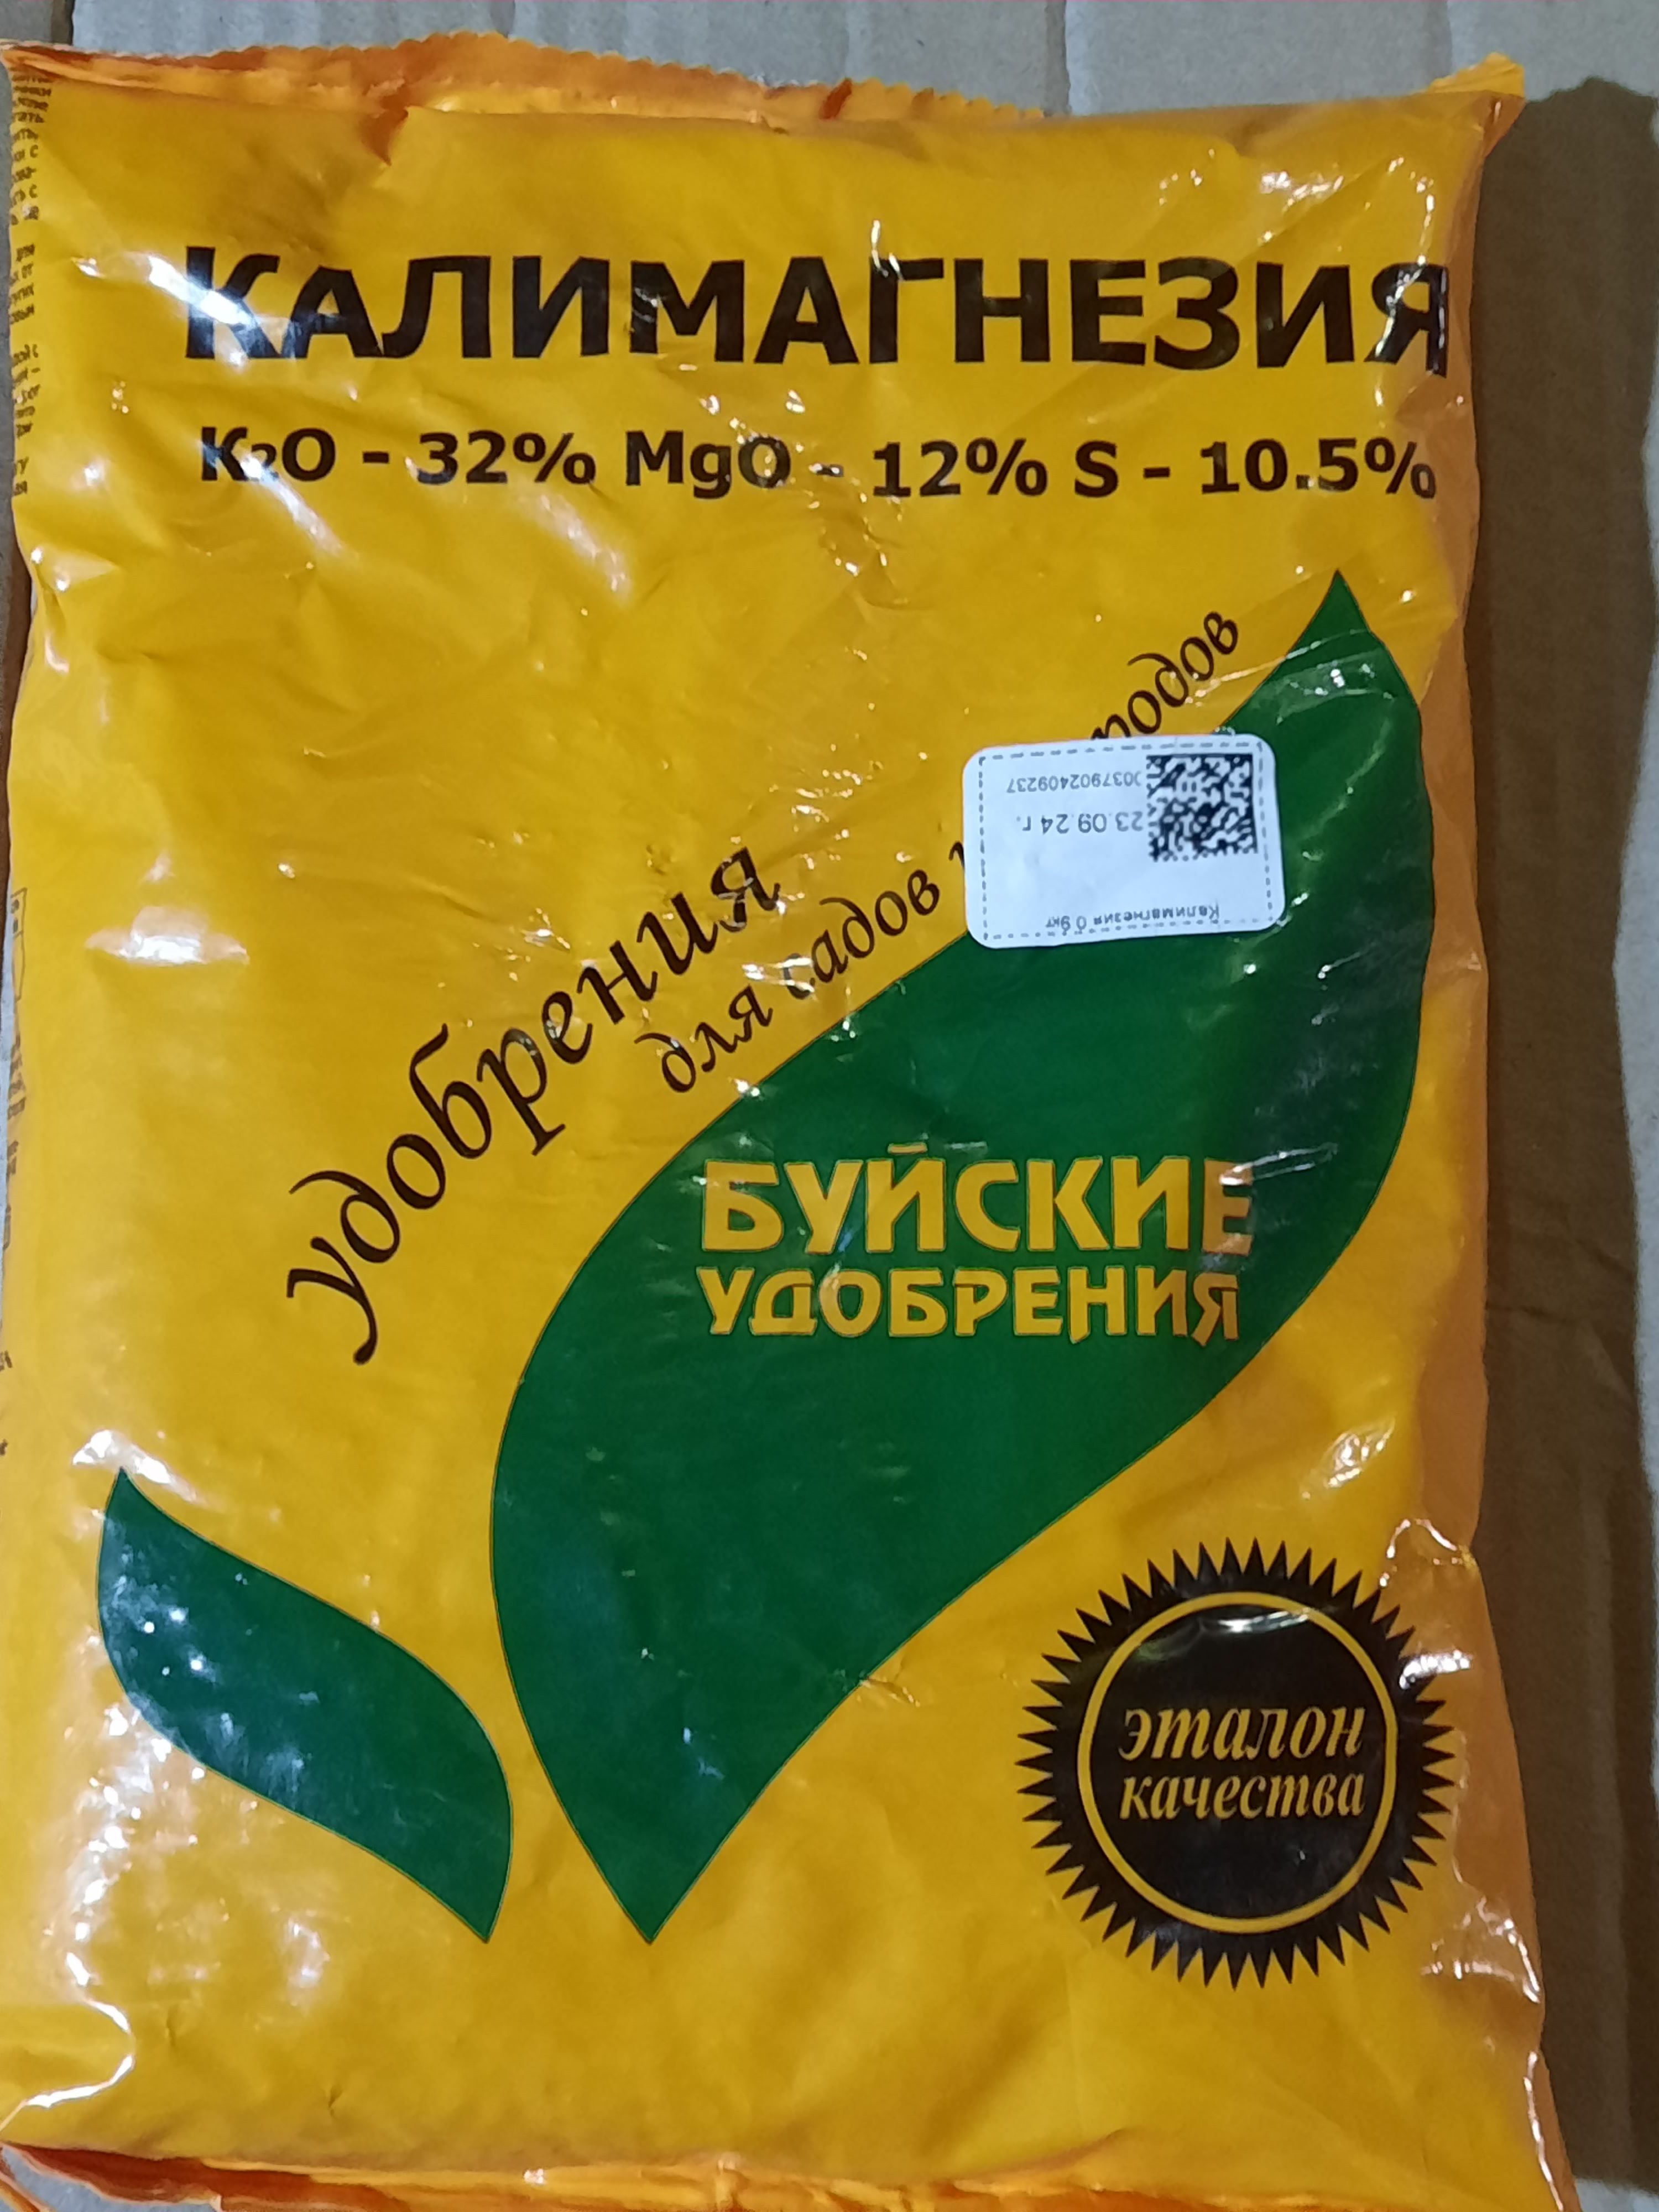 КАЛИМАГНЕЗИЯ
K₂O - 32% MgO - 12% S - 10.5%
удобрения
для садов
Калимагнезия 0.9кг
23.09.24 г.
0037902409237
БУЙСКИЕ
УДОБРЕНИЯ
эталон
качества